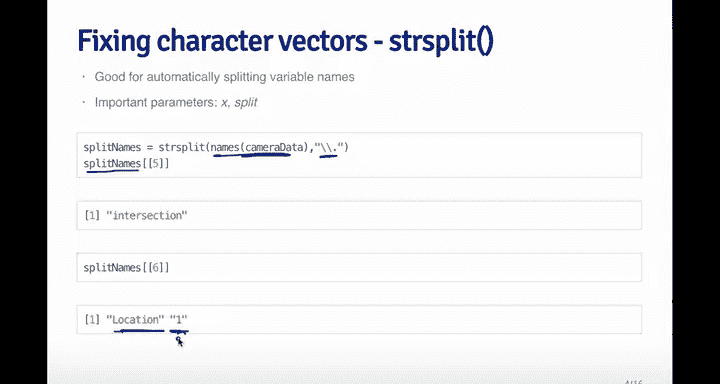 Fixing character vectors - strsplit()
· Good for automatically splitting variable names
· Important parameters: x, split
splitNames = strsplit(names(cameraData),"\\.")
splitNames[[5]]
[1] "intersection"
splitNames[[6]]
[1] "Location" "1"